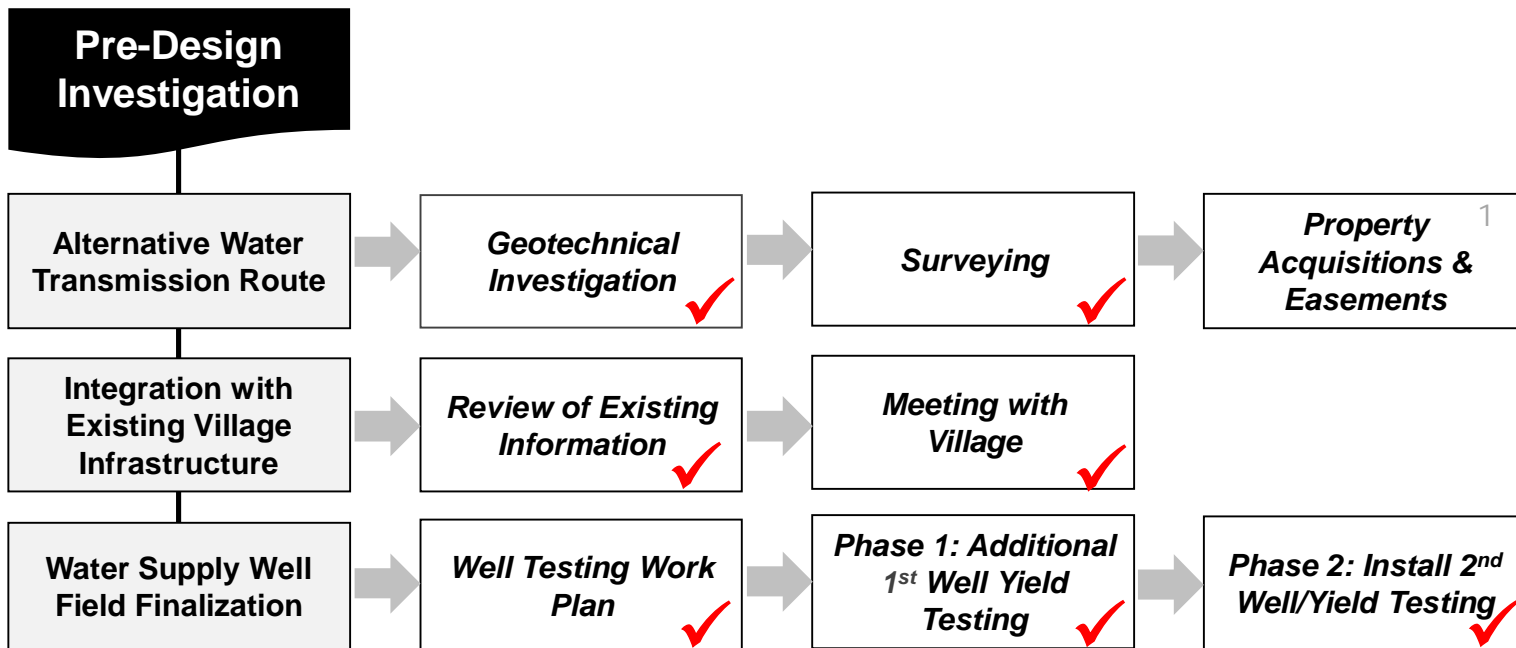 Pre-Design
Investigation
Alternative Water
Transmission Route
Geotechnical
Investigation
Surveying
Property
Acquisitions &
Easements
1
Integration with
Existing Village
Infrastructure
Review of Existing
Information
Meeting with
Village
Water Supply Well
Field Finalization
Well Testing Work
Plan
Phase 1: Additional
1st Well Yield
Testing
Phase 2: Install 2nd
Well/Yield Testing